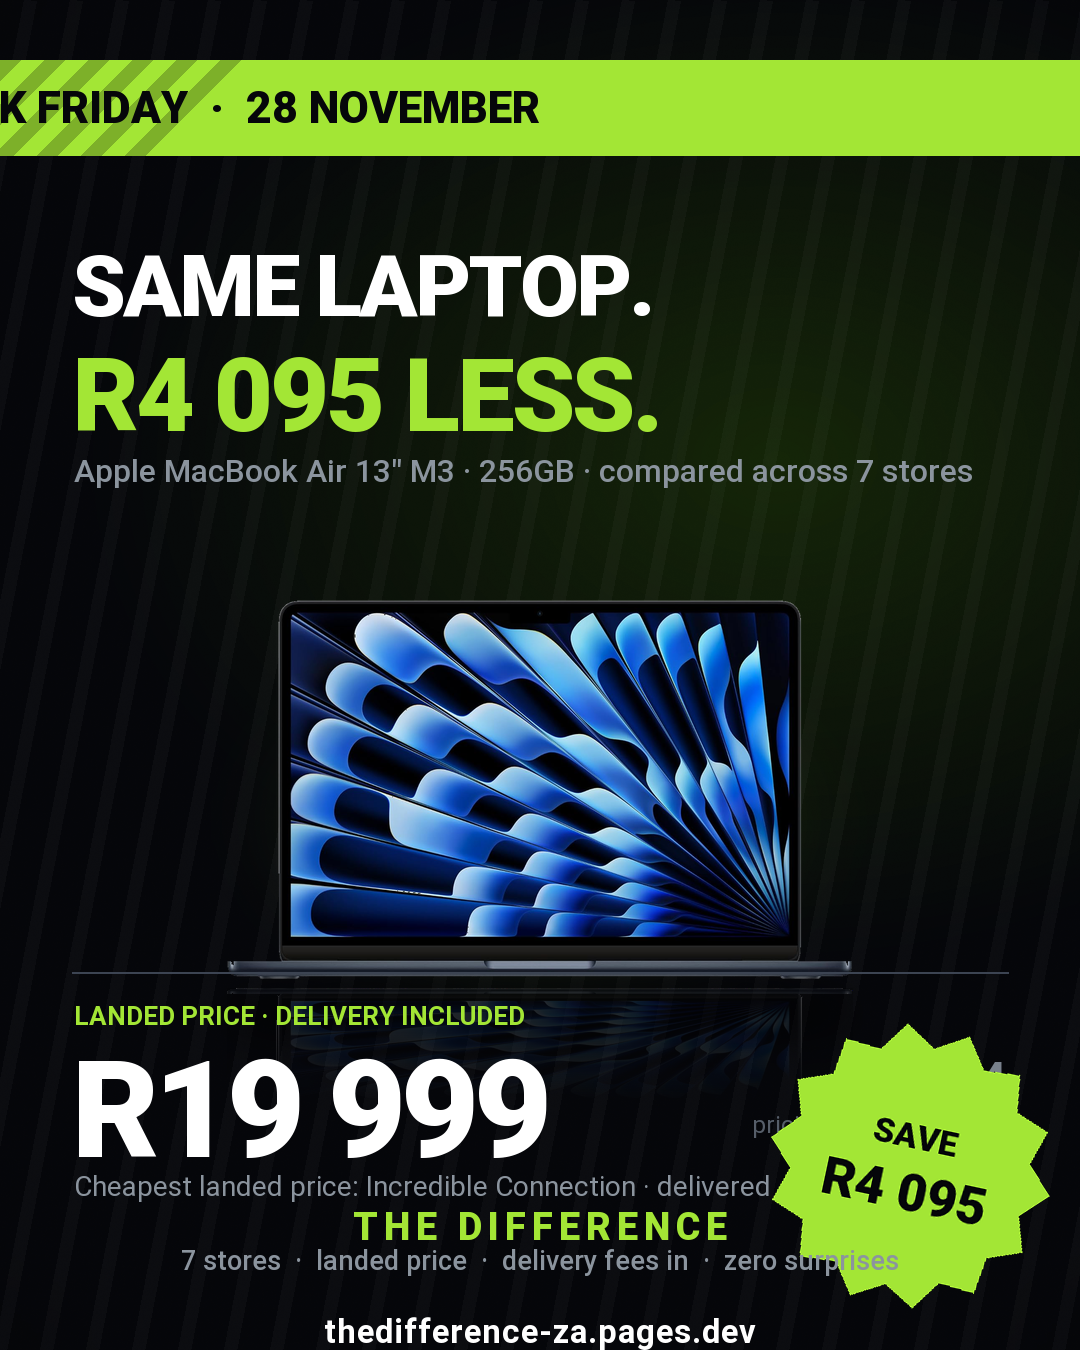 K FRIDAY · 28 NOVEMBER
SAME LAPTOP.
R4 095 LESS.
Apple MacBook Air 13" M3 · 256GB · compared across 7 stores
LANDED PRICE · DELIVERY INCLUDED
R19 999
SAVE
R4 095
Cheapest landed price: Incredible Connection · delivered
THE DIFFERENCE
7 stores · landed price · delivery fees in · zero surprises
thedifference-za.pages.dev